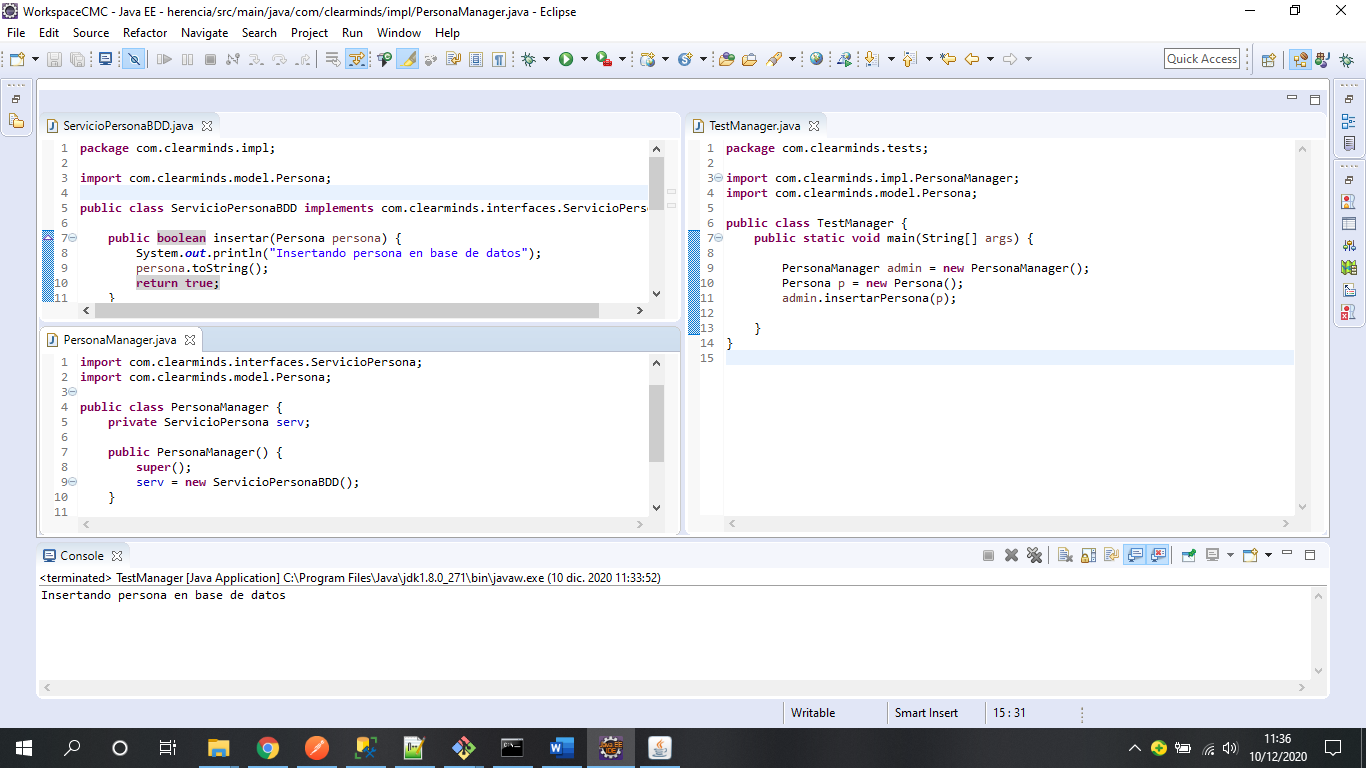 WorkspaceCMC - Java EE - herencia/src/main/java/com/clearminds/impl/PersonaManager.java - Eclipse
File Edit Source Refactor Navigate Search Project Run Window Help
Quick Access
ServicioPersonaBDD.java
1 package com.clearminds.impl;
2
3 import com.clearminds.model.Persona;
4
5 public class ServicioPersonaBDD implements com.clearminds.interfaces.ServicioPers
6
7 public boolean insertar(Persona persona) {
8 System.out.println("Insertando persona en base de datos");
9 persona.toString();
10 return true;
11 }
PersonaManager.java
1 import com.clearminds.interfaces.ServicioPersona;
2 import com.clearminds.model.Persona;
3
4 public class PersonaManager {
5 private ServicioPersona serv;
6
7 public PersonaManager() {
8 super();
9 serv = new ServicioPersonaBDD();
10 }
11
TestManager.java
1 package com.clearminds.tests;
2
3 import com.clearminds.impl.PersonaManager;
4 import com.clearminds.model.Persona;
5
6 public class TestManager {
7 public static void main(String[] args) {
8
9 PersonaManager admin = new PersonaManager();
10 Persona p = new Persona();
11 admin.insertarPersona(p);
12
13 }
14 }
15
Console
<terminated> TestManager [Java Application] C:\Program Files\Java\jdk1.8.0_271\bin\javaw.exe (10 dic. 2020 11:33:52)
Insertando persona en base de datos
Writable Smart Insert 15 : 31
11:36
10/12/2020